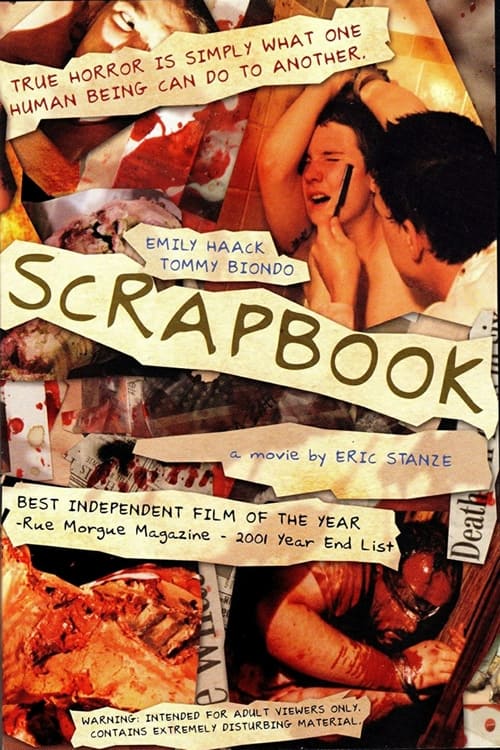 TRUE HORROR IS SIMPLY WHAT ONE
HUMAN BEING CAN DO TO ANOTHER.
EMILY HAACK
TOMMY BIONDO
SCRAPBOOK
a movie by ERIC STANZE
BEST INDEPENDENT FILM OF THE YEAR
-Rue Morgue Magazine - 2001 Year End List
Death
WARNING: INTENDED FOR ADULT VIEWERS ONLY.
CONTAINS EXTREMELY DISTURBING MATERIAL.